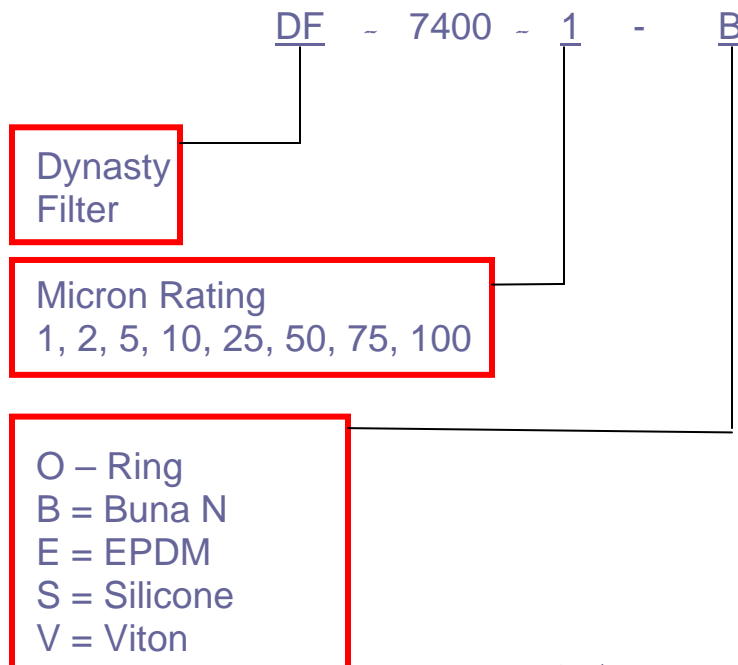 DF ~ 7400 ~ 1 - B
Dynasty
Filter
Micron Rating
1, 2, 5, 10, 25, 50, 75, 100
O – Ring
B = Buna N
E = EPDM
S = Silicone
V = Viton